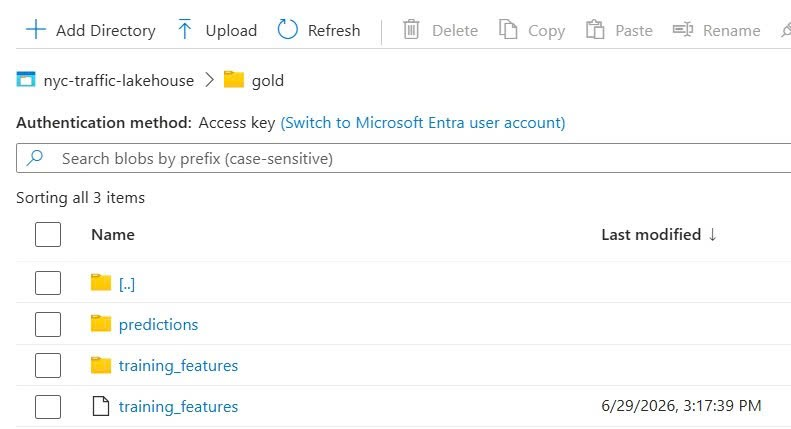 Add Directory Upload Refresh Delete Copy Paste Rename
nyc-traffic-lakehouse > gold
Authentication method: Access key (Switch to Microsoft Entra user account)
Search blobs by prefix (case-sensitive)
Sorting all 3 items
Name Last modified ↓
[..]
predictions
training_features
training_features 6/29/2026, 3:17:39 PM